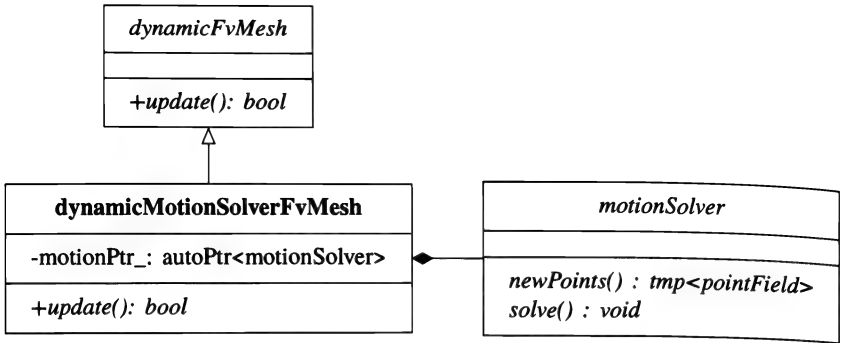 dynamicFvMesh
+update(): bool
dynamicMotionSolverFvMesh
-motionPtr_: autoPtr<motionSolver>
+update(): bool
motionSolver
newPoints() : tmp<pointField>
solve() : void